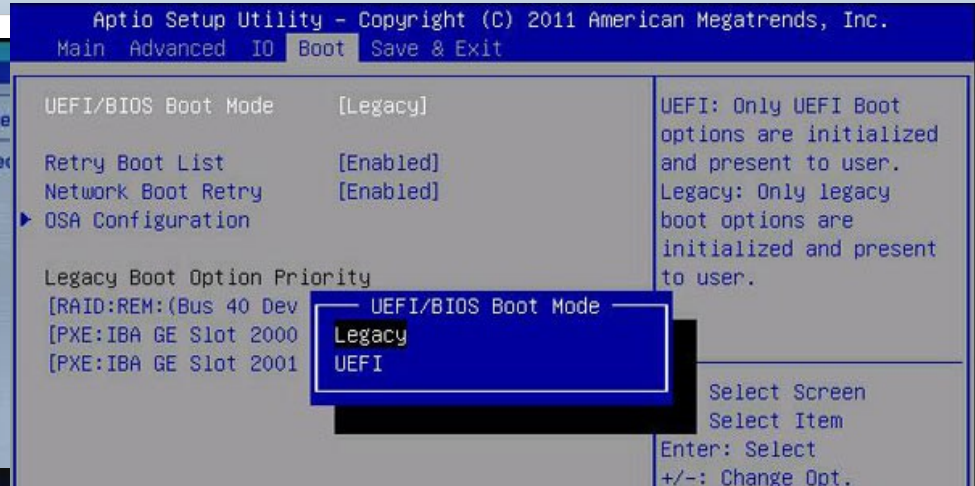 Aptio Setup Utility – Copyright (C) 2011 American Megatrends, Inc.
Main Advanced IO Boot Save & Exit
UEFI/BIOS Boot Mode [Legacy]
Retry Boot List [Enabled]
Network Boot Retry [Enabled]
OSA Configuration
Legacy Boot Option Priority
[RAID:REM:(Bus 40 Dev
[PXE:IBA GE Slot 2000
[PXE:IBA GE Slot 2001
UEFI/BIOS Boot Mode
Legacy
UEFI
UEFI: Only UEFI Boot
options are initialized
and present to user.
Legacy: Only legacy
boot options are
initialized and present
to user.
Select Screen
Select Item
Enter: Select
+/-: Change Opt.